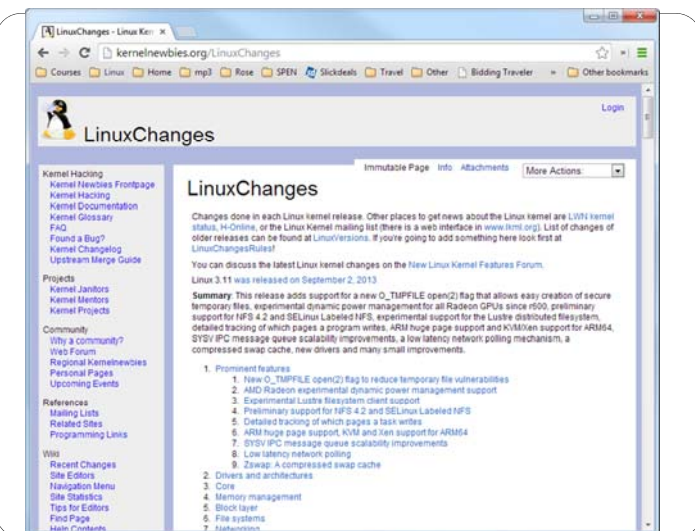 LinuxChanges - Linux Ker
kernelnewbies.org/LinuxChanges
Courses Linux Home mp3 Rose SPEN Slickdeals Travel Other Bidding Traveler » Other bookmarks
Login
LinuxChanges
Immutable Page Info Attachments More Actions:
Kernel Hacking
Kernel Newbies Frontpage
Kernel Hacking
Kernel Documentation
Kernel Glossary
FAQ
Found a Bug?
Kernel Changelog
Upstream Merge Guide
Projects
Kernel Janitors
Kernel Mentors
Kernel Projects
Community
Why a community?
Web Forum
Regional Kernelnewbies
Personal Pages
Upcoming Events
References
Mailing Lists
Related Sites
Programming Links
Wiki
Recent Changes
Site Editors
Navigation Menu
Site Statistics
Tips for Editors
Find Page
Help Contents
LinuxChanges
Changes done in each Linux kernel release. Other places to get news about the Linux kernel are LWN kernel
status, H-Online, or the Linux Kernel mailing list (there is a web interface in www.lkml.org). List of changes of
older releases can be found at LinuxVersions. If you're going to add something here look first at
LinuxChangesRules!
You can discuss the latest Linux kernel changes on the New Linux Kernel Features Forum.
Linux 3.11 was released on September 2, 2013
Summary: This release adds support for a new O_TMPFILE open(2) flag that allows easy creation of secure
temporary files, experimental dynamic power management for all Radeon GPUs since r600, preliminary
support for NFS 4.2 and SELinux Labeled NFS, experimental support for the Lustre distributed filesystem,
detailed tracking of which pages a program writes, ARM huge page support and KVM/Xen support for ARM64,
SYSV IPC message queue scalability improvements, a low latency network polling mechanism, a
compressed swap cache, new drivers and many small improvements.
1. Prominent features
1. New O_TMPFILE open(2) flag to reduce temporary file vulnerabilities
2. AMD Radeon experimental dynamic power management support
3. Experimental Lustre filesystem client support
4. Preliminary support for NFS 4.2 and SELinux Labeled NFS
5. Detailed tracking of which pages a task writes
6. ARM huge page support, KVM and Xen support for ARM64
7. SYSV IPC message queue scalability improvements
8. Low latency network polling
9. Zswap: A compressed swap cache
2. Drivers and architectures
3. Core
4. Memory management
5. Block layer
6. File systems
7. Networking